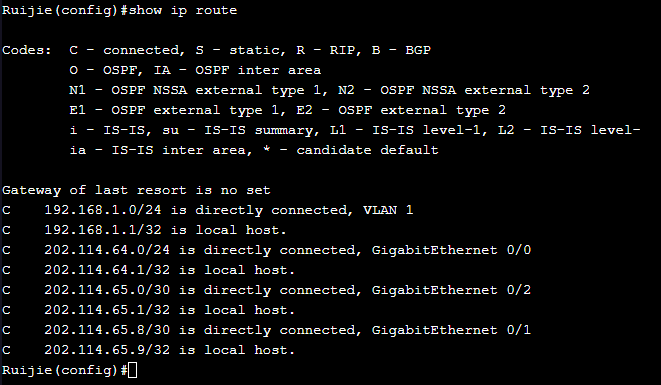 Ruijie(config)#show ip route
Codes:  C - connected, S - static, R - RIP, B - BGP
O - OSPF, IA - OSPF inter area
N1 - OSPF NSSA external type 1, N2 - OSPF NSSA external type 2
E1 - OSPF external type 1, E2 - OSPF external type 2
i - IS-IS, su - IS-IS summary, L1 - IS-IS level-1, L2 - IS-IS level-
ia - IS-IS inter area, * - candidate default
Gateway of last resort is no set
C    192.168.1.0/24 is directly connected, VLAN 1
C    192.168.1.1/32 is local host.
C    202.114.64.0/24 is directly connected, GigabitEthernet 0/0
C    202.114.64.1/32 is local host.
C    202.114.65.0/30 is directly connected, GigabitEthernet 0/2
C    202.114.65.1/32 is local host.
C    202.114.65.8/30 is directly connected, GigabitEthernet 0/1
C    202.114.65.9/32 is local host.
Ruijie(config)#